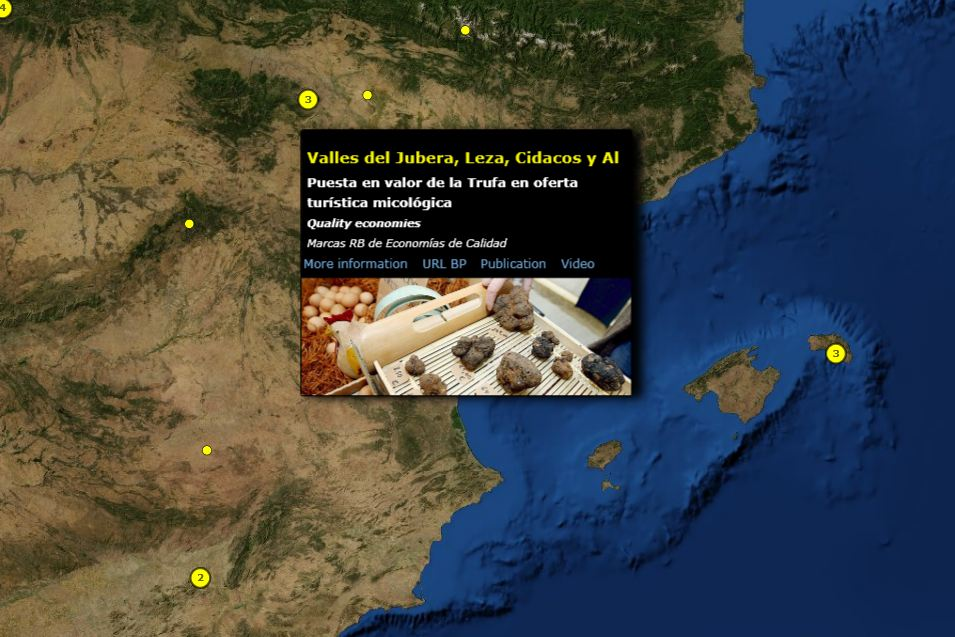 4
3
Valles del Jubera, Leza, Cidacos y Al
Puesta en valor de la Trufa en oferta
turística micológica
Quality economies
Marcas RB de Economías de Calidad
More information URL BP Publication Video
3
2